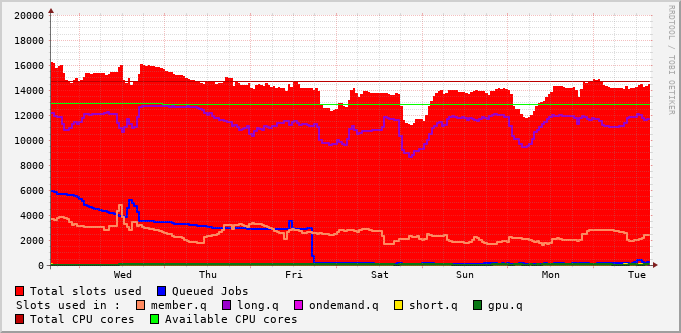 20000
18000
16000
14000
12000
10000
8000
6000
4000
2000
0
Wed Thu Fri Sat Sun Mon Tue
Total slots used Queued Jobs
Slots used in : member.q long.q ondemand.q short.q gpu.q
Total CPU cores Available CPU cores
RRDTOOL / TOBI OETIKER